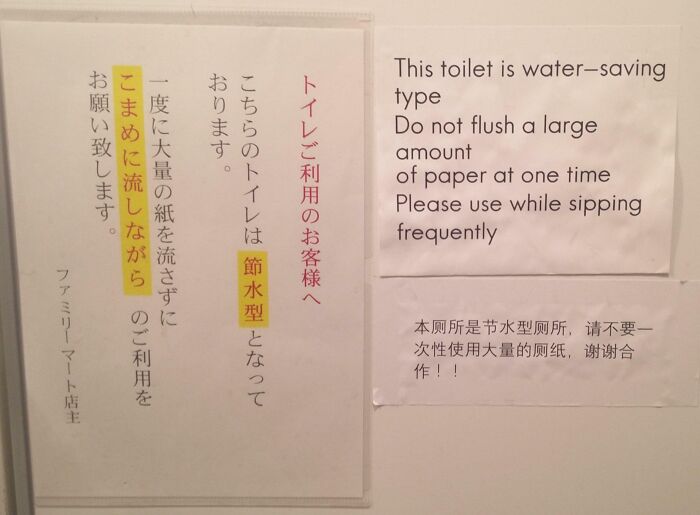 トイレご利用のお客様へ
こちらのトイレは 節水型 となって
おります。
一度に大量の紙を流さずに
こまめに流しながら のご利用を
お願い致します。
ファミリーマート店主
This toilet is water–saving
type
Do not flush a large
amount
of paper at one time
Please use while sipping
frequently
本厕所是节水型厕所，请不要一
次性使用大量的厕纸，谢谢合
作！！